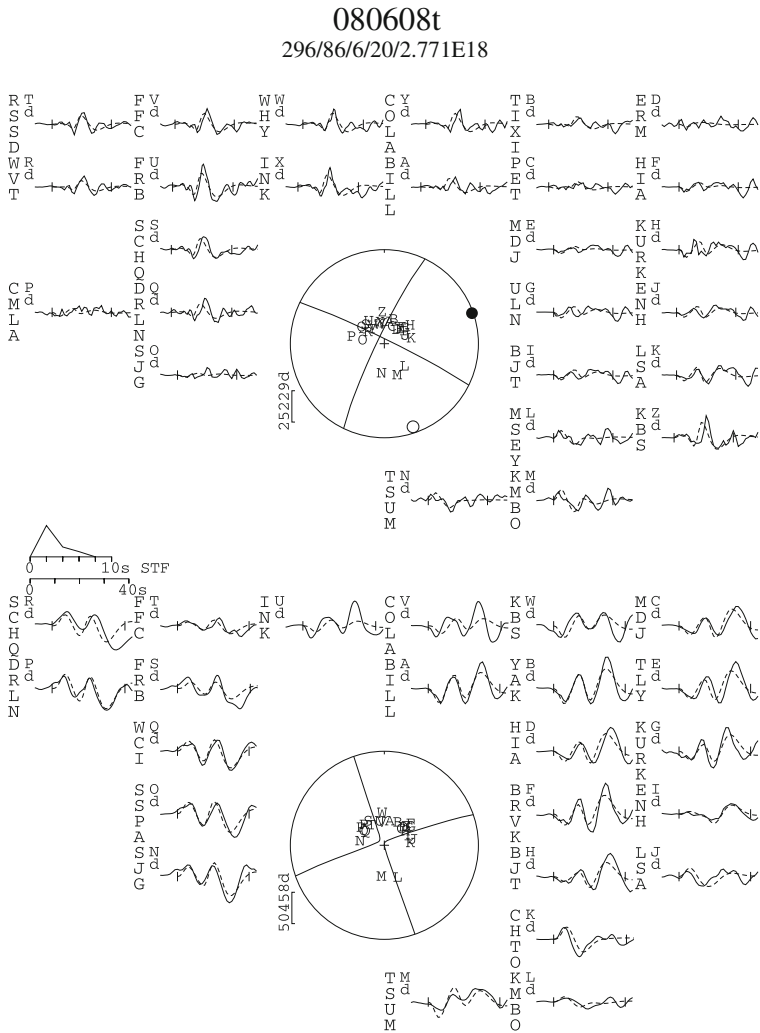 080608t
296/86/6/20/2.771E18
RSSD T d FFC V d WHY W d COLA Y d TIXI B d ERM D d
WVT R d FRB U d INK X d BILL A d PET C d HIA F d
SCHQ S d MDJ E d KURK H d
CMLA P d DRLN Q d ULN G d ENH J d
SJG O d BJT I d LSA K d
MSEY L d KBS Z d
TSUM N d KMBO M d
25229d
P O Z H K L N M
0 10s STF
0 40s
SCHQ R d FFC T d INK U d COLA V d KBS W d MDJ C d
DRLN P d FRB S d BILL A d YAK B d TLY E d
WCI Q d HIA D d KURK G d
SSPA O d BRVK F d ENH I d
SJG N d BJT H d LSA J d
CHTO K d
TSUM M d KMBO L d
50458d
W N K M L